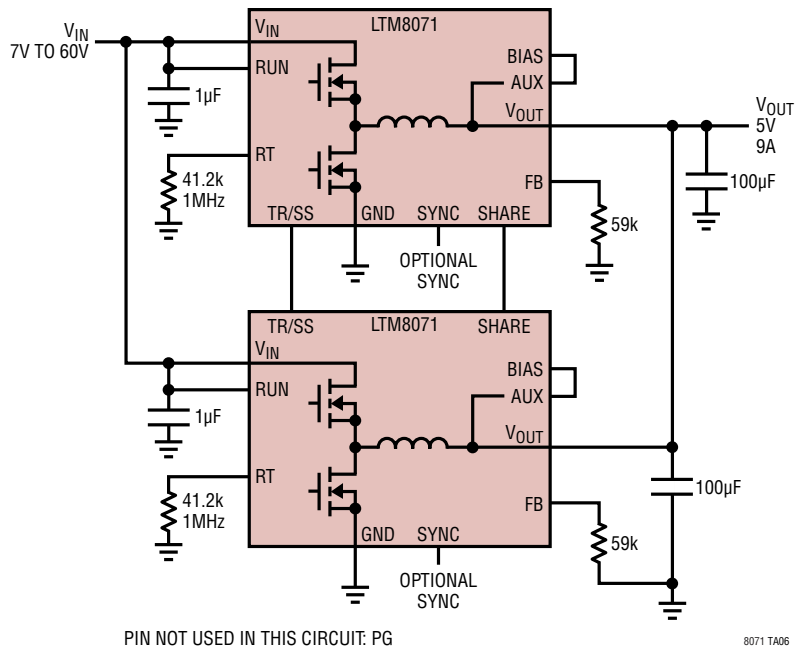 VIN
7V TO 60V
1µF
41.2k
1MHz
VIN
LTM8071
RUN
BIAS
AUX
VOUT
RT
FB
TR/SS
GND
SYNC
SHARE
OPTIONAL
SYNC
59k
100µF
VOUT
5V
9A
TR/SS
LTM8071
SHARE
VIN
RUN
BIAS
AUX
VOUT
1µF
RT
41.2k
1MHz
FB
GND
SYNC
OPTIONAL
SYNC
59k
100µF
PIN NOT USED IN THIS CIRCUIT: PG
8071 TA06